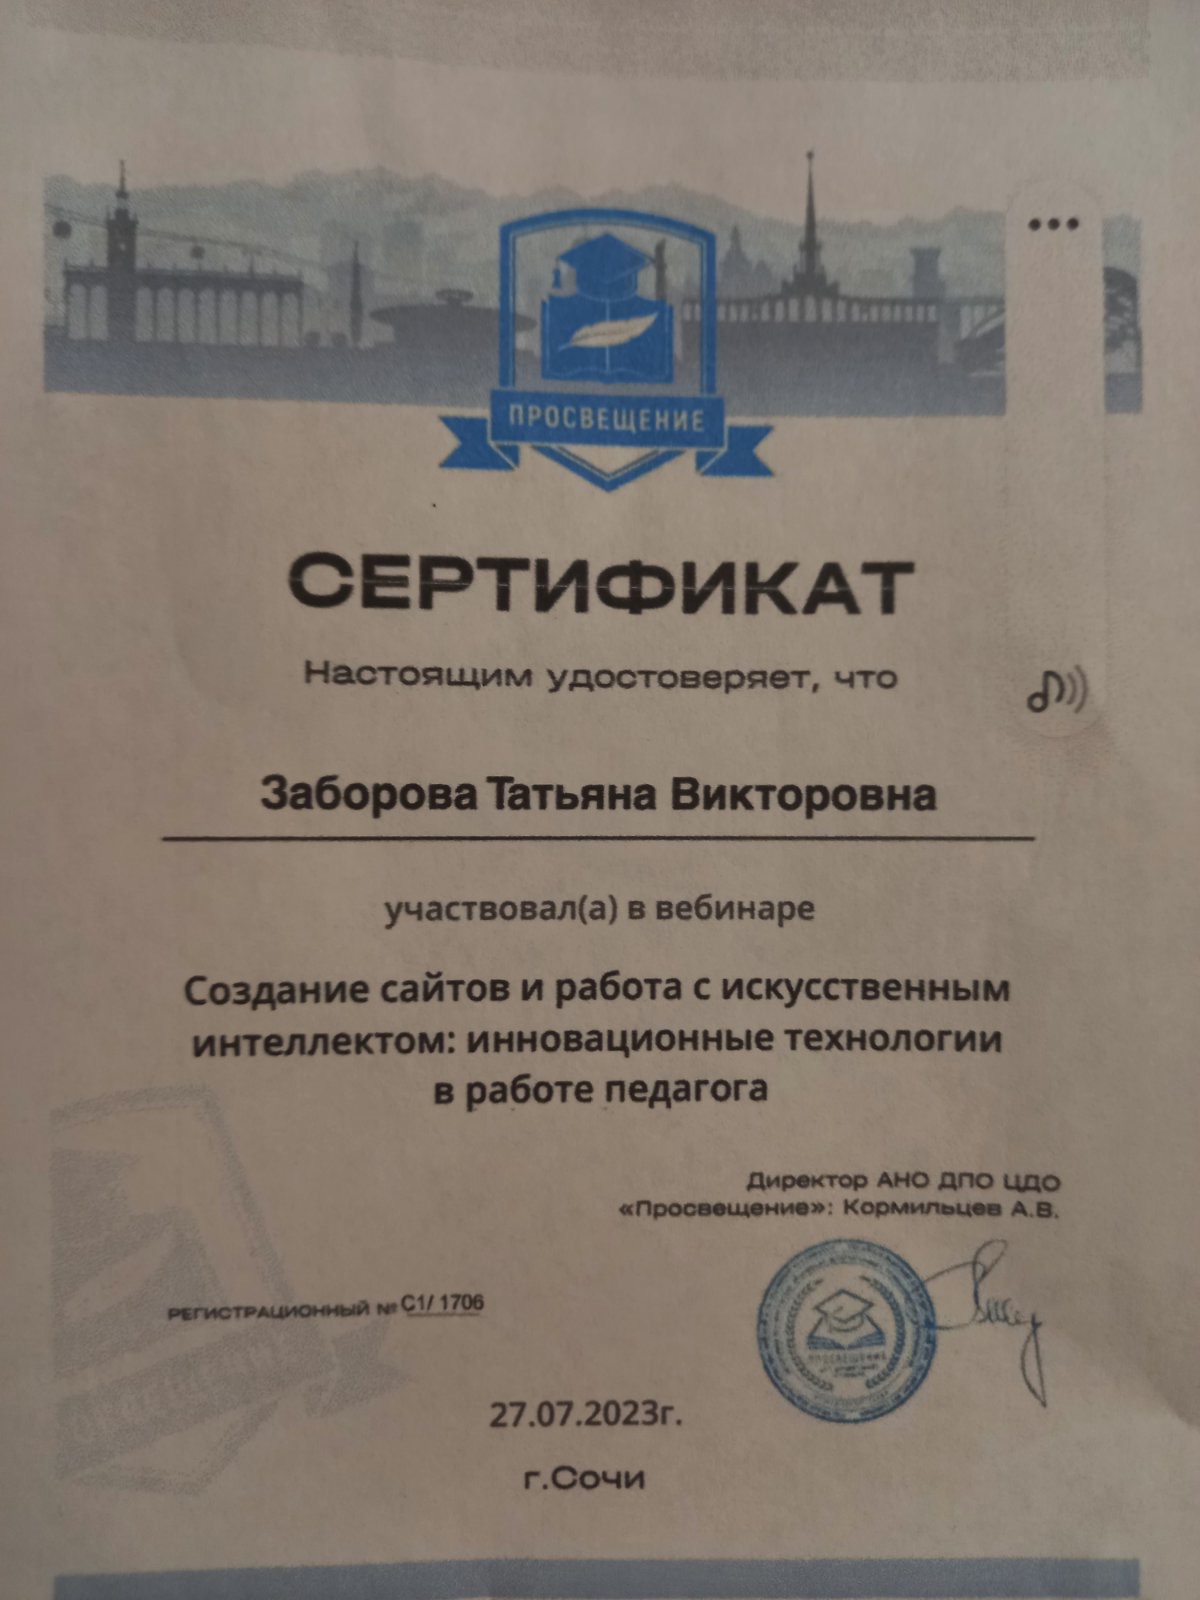 ПРОСВЕЩЕНИЕ
СЕРТИФИКАТ
Настоящим удостоверяет, что
Заборова Татьяна Викторовна
участвовал(а) в вебинаре
Создание сайтов и работа с искусственным
интеллектом: инновационные технологии
в работе педагога
Директор АНО ДПО ЦДО
«Просвещение»: Кормильцев А.В.
РЕГИСТРАЦИОННЫЙ № С1/ 1706
ПРОСВЕЩЕНИЕ
27.07.2023г.
г.Сочи